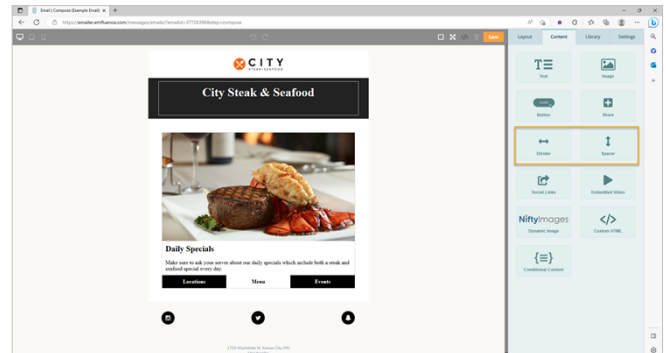 Email | Compose (Example Email)
https://emailer.emfluence.com/messages/emails/?emailid=3772639&step=compose
Save
Layout Content Library Settings
CITY
STEAK+SEAFOOD
City Steak & Seafood
Daily Specials
Make sure to ask your server about our daily specials which include both a steak and
seafood special every day.
Locations Menu Events
Text
Image
Button
Share
Divider
Spacer
Social Links
Embedded Video
NiftyImages
Dynamic Image
</>
Custom HTML
{=}
Conditional Content